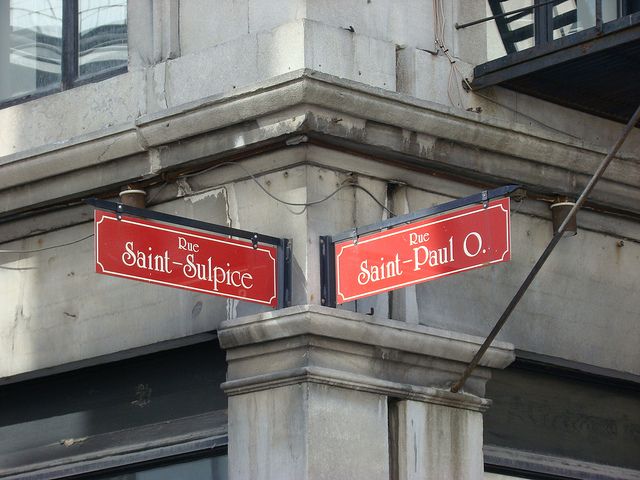 Rue
Saint-Sulpice
Rue
Saint-Paul O.